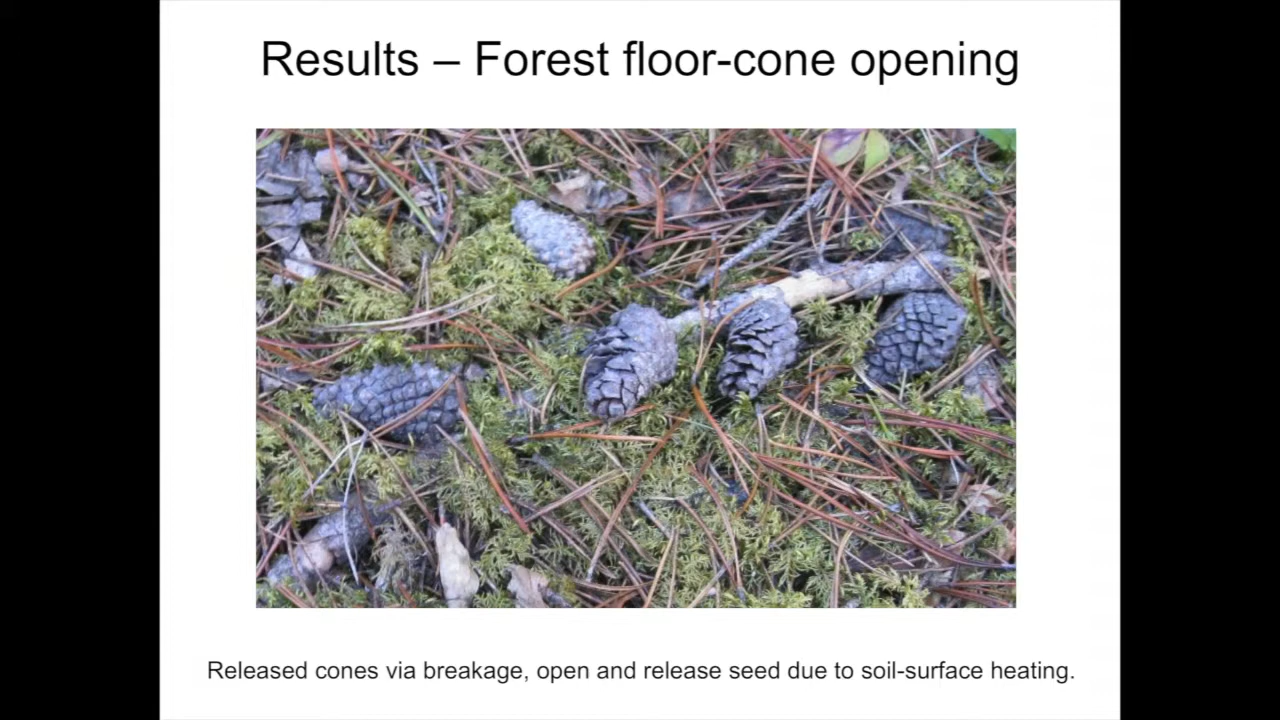 Results – Forest floor-cone opening
Released cones via breakage, open and release seed due to soil-surface heating.